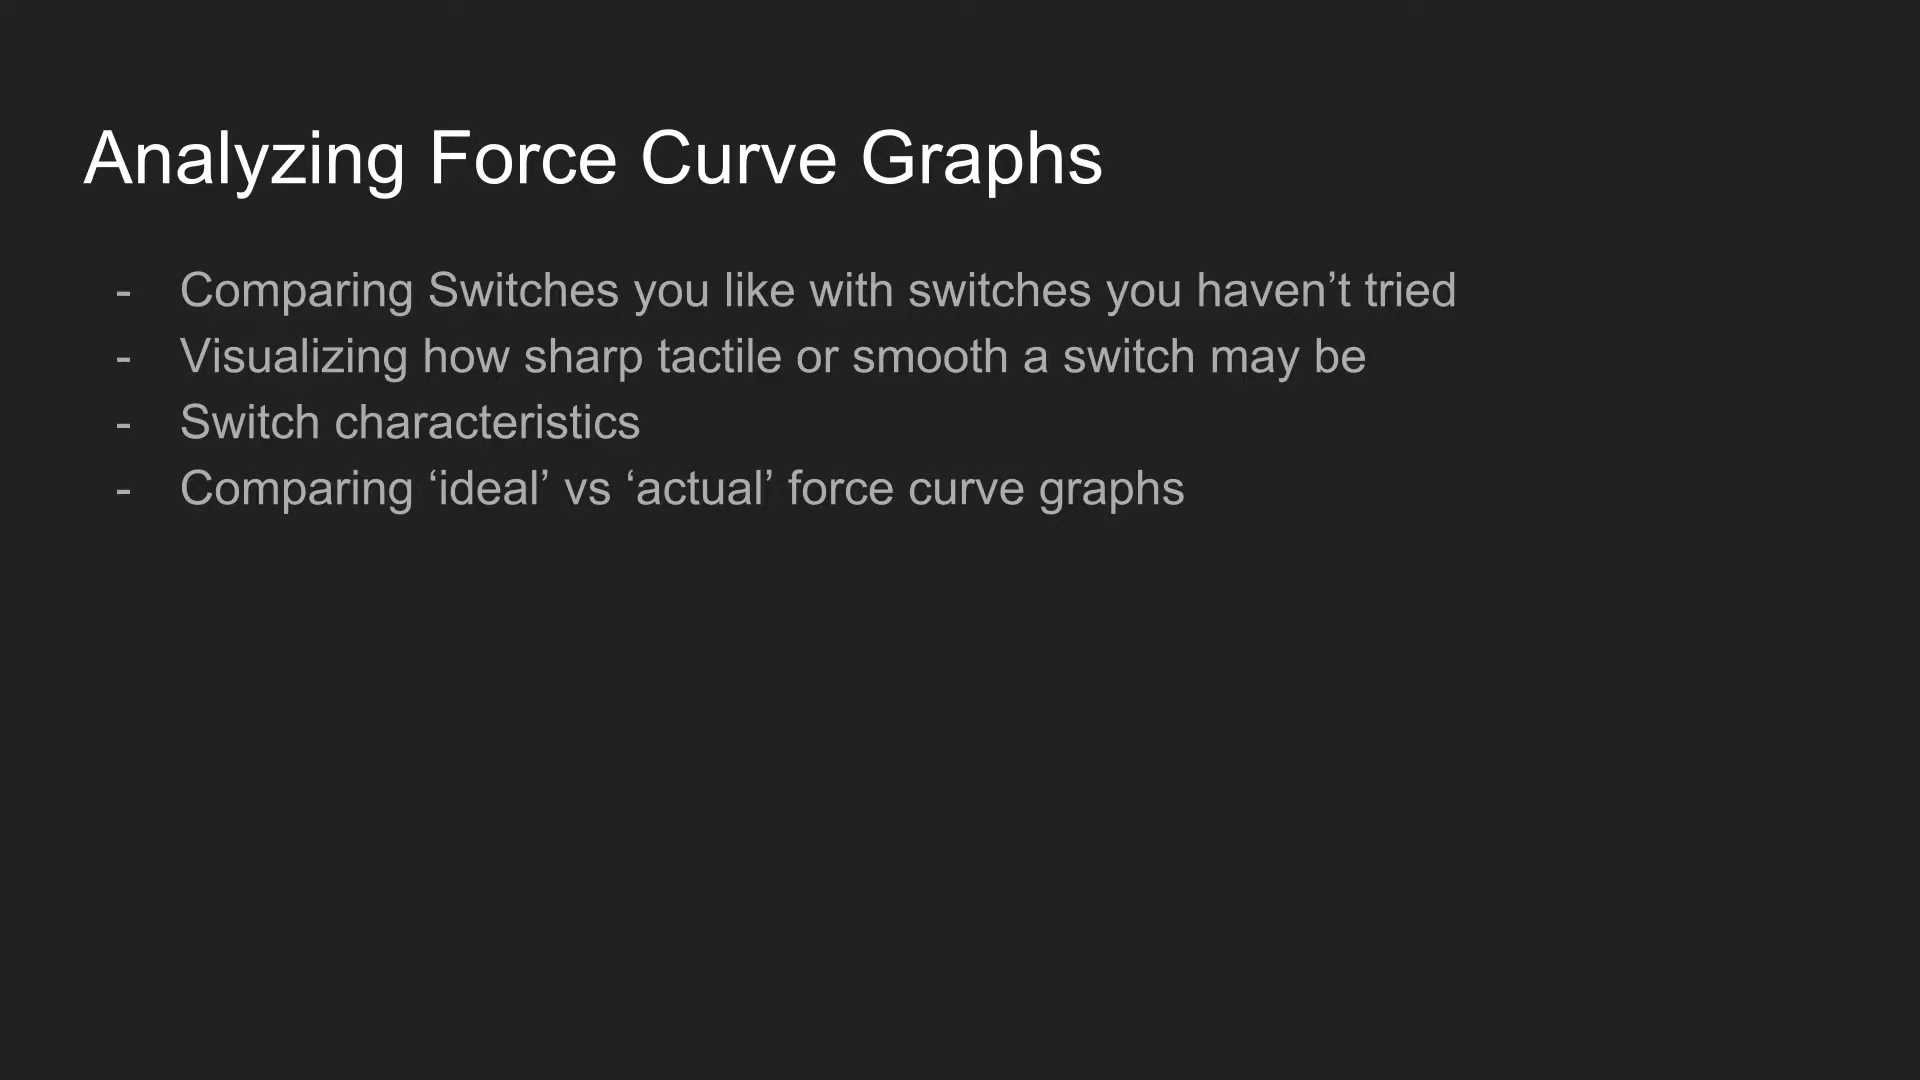 Analyzing Force Curve Graphs
- Comparing Switches you like with switches you haven’t tried
- Visualizing how sharp tactile or smooth a switch may be
- Switch characteristics
- Comparing ‘ideal’ vs ‘actual’ force curve graphs